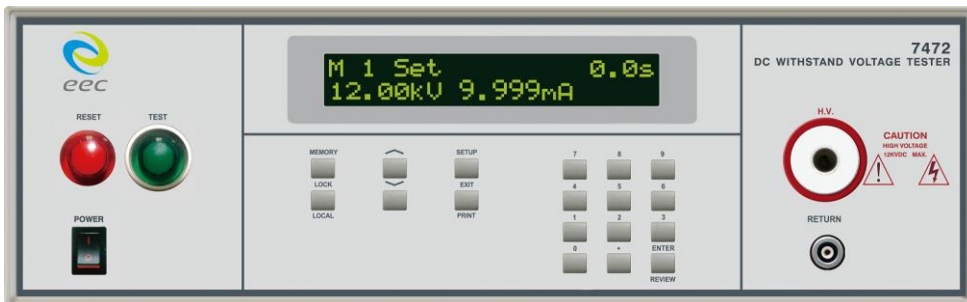 eec
RESET
TEST
POWER
M 1 Set 0.0s
12.00kV 9.999mA
MEMORY
SETUP
LOCK
EXIT
LOCAL
PRINT
7 8 9
4 5 6
1 2 3
0 • ENTER
REVIEW
7472
DC WITHSTAND VOLTAGE TESTER
H.V.
CAUTION
HIGH VOLTAGE
12KVDC MAX.
RETURN